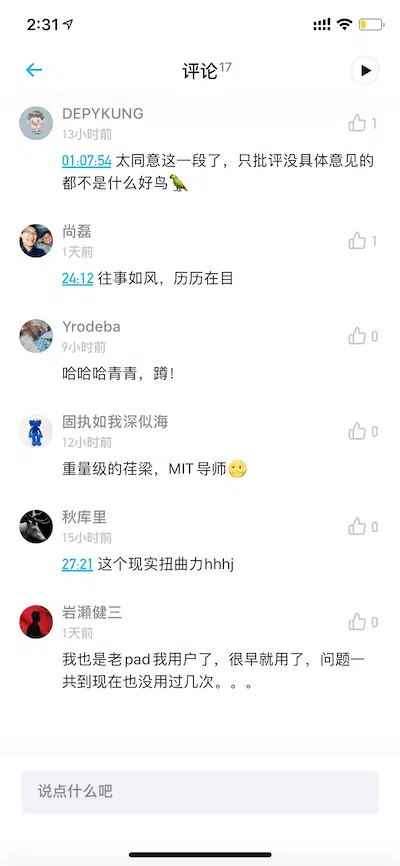 2:31
评论17
DEPYKUNG
13小时前
1
01:07:54 太同意这一段了，只批评没具体意见的
都不是什么好鸟🦜
尚磊
1天前
1
24:12 往事如风，历历在目
Yrodeba
9小时前
0
哈哈哈青青，蹲！
固执如我深似海
12小时前
0
重量级的荏梁，MIT导师🌝
秋库里
15小时前
0
27:21 这个现实扭曲力hhhj
岩瀬健三
1天前
0
我也是老pad我用户了，很早就用了，问题一
共到现在也没用过几次。。。
说点什么吧